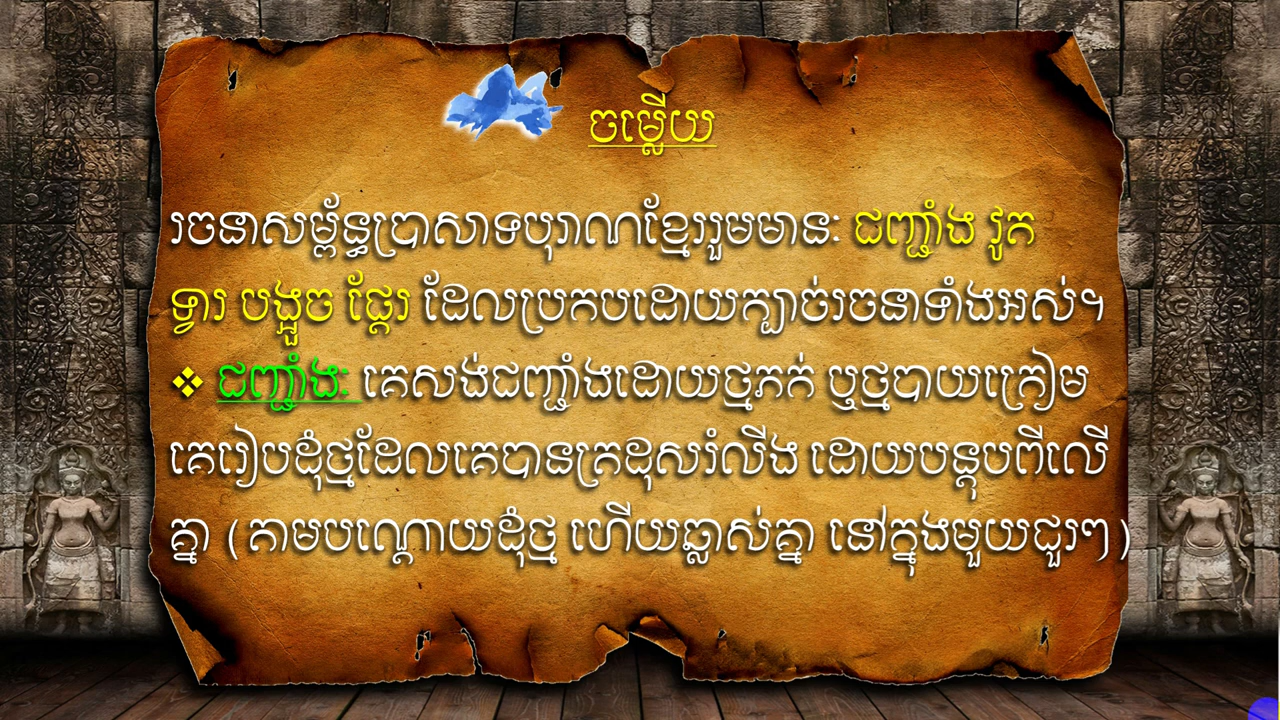 ចម្លើយ
រចនាសម្ព័ន្ធប្រាសាទបុរាណខ្មែររួមមាន: ជញ្ជាំង វូត
ទ្វារ បង្អួច ផ្តែរ ដែលប្រកបដោយក្បាច់រចនាទាំងអស់។
❖ ជញ្ជាំង: គេសង់ជញ្ជាំងដោយថ្មភក់ ឬថ្មបាយក្រៀម
គេរៀបដុំថ្មដែលគេបានត្រដុសរំលីង ដោយបន្តុបពីលើ
គ្នា (តាមបណ្តោយដុំថ្ម ហើយឆ្លាស់គ្នា នៅក្នុងមួយជួរៗ)